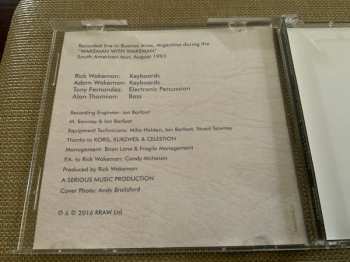 Recorded live in Buenos Aires, Argentina during the
"WAKEMAN WITH WAKEMAN"
South American tour, August 1993
Rick Wakeman: Keyboards
Adam Wakeman: Keyboards
Tony Fernandez: Electronic Percussion
Alan Thomson: Bass
Recording Engineer: Ian Barfoot
M. Eenney & Ian Barfoot
Equipment Technicians: Mike Holden, Ian Barfoot, Stuart Sawney
Thanks to KORG, KURZWEIL & CELESTION
Management: Brian Lane & Fragile Management
P.A. to Rick Wakeman: Candy Atcheson
Produced by Rick Wakeman
A SERIOUS MUSIC PRODUCTION
Cover Photo: Andy Brailsford
℗ & © 2016 RRAW Ltd.